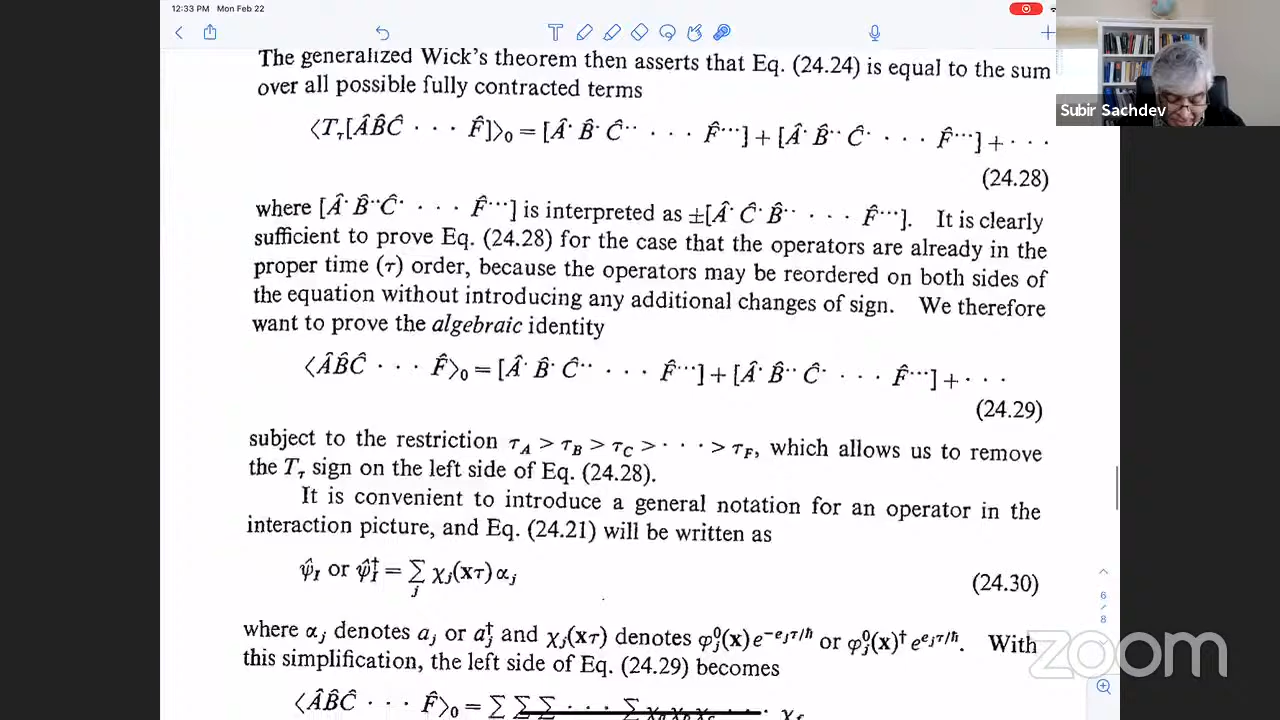 12:33 PM Mon Feb 22
Subir Sachdev
The generalized Wick's theorem then asserts that Eq. (24.24) is equal to the sum
over all possible fully contracted terms
⟨T_τ[ÂB̂Ĉ · · · F̂]⟩₀ = [Â˙ B̂˙ Ĉ˙˙ · · · F̂˙˙˙] + [Â˙ B̂˙˙ Ĉ˙ · · · F̂˙˙˙] + · · ·
(24.28)
where [Â˙ B̂˙˙Ĉ˙ · · · F̂˙˙˙] is interpreted as ±[Â˙ Ĉ˙ B̂˙˙ · · · F̂˙˙˙]. It is clearly
sufficient to prove Eq. (24.28) for the case that the operators are already in the
proper time (τ) order, because the operators may be reordered on both sides of
the equation without introducing any additional changes of sign. We therefore
want to prove the algebraic identity
⟨ÂB̂Ĉ · · · F̂⟩₀ = [Â˙ B̂˙ Ĉ˙˙ · · · F̂˙˙˙] + [Â˙ B̂˙˙ Ĉ˙ · · · F̂˙˙˙] + · · ·
(24.29)
subject to the restriction τ_A > τ_B > τ_C > · · · > τ_F, which allows us to remove
the T_τ sign on the left side of Eq. (24.28).
It is convenient to introduce a general notation for an operator in the
interaction picture, and Eq. (24.21) will be written as
ψ̂_I or ψ̂_I† = ∑_j χ_j(xτ) α_j (24.30)
where α_j denotes a_j or a_j† and χ_j(xτ) denotes φ_j⁰(x) e^{−e_jτ/ħ} or φ_j⁰(x)† e^{e_jτ/ħ}. With
this simplification, the left side of Eq. (24.29) becomes
⟨ÂB̂Ĉ · · · F̂⟩₀ = ∑ ∑ ∑ · · · ∑
6
/
8
zoom